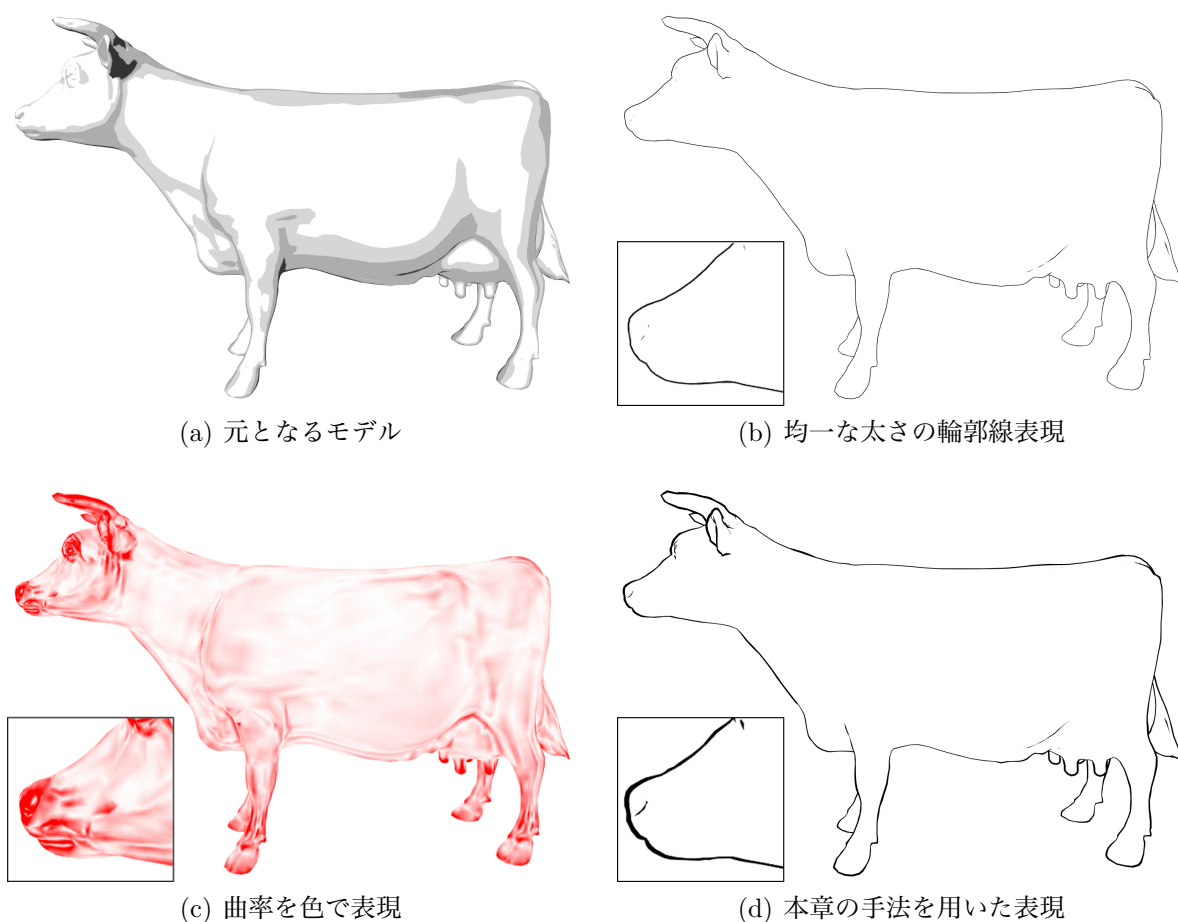 (a) 元となるモデル
(b) 均一な太さの輪郭線表現
(c) 曲率を色で表現
(d) 本章の手法を用いた表現